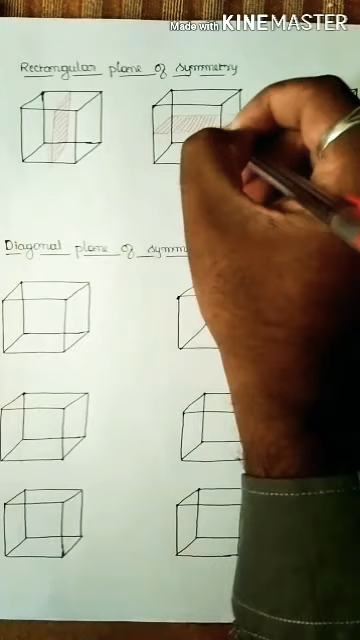 Made with KINEMASTER
Rectangular plane of symmetry
Diagonal plane of